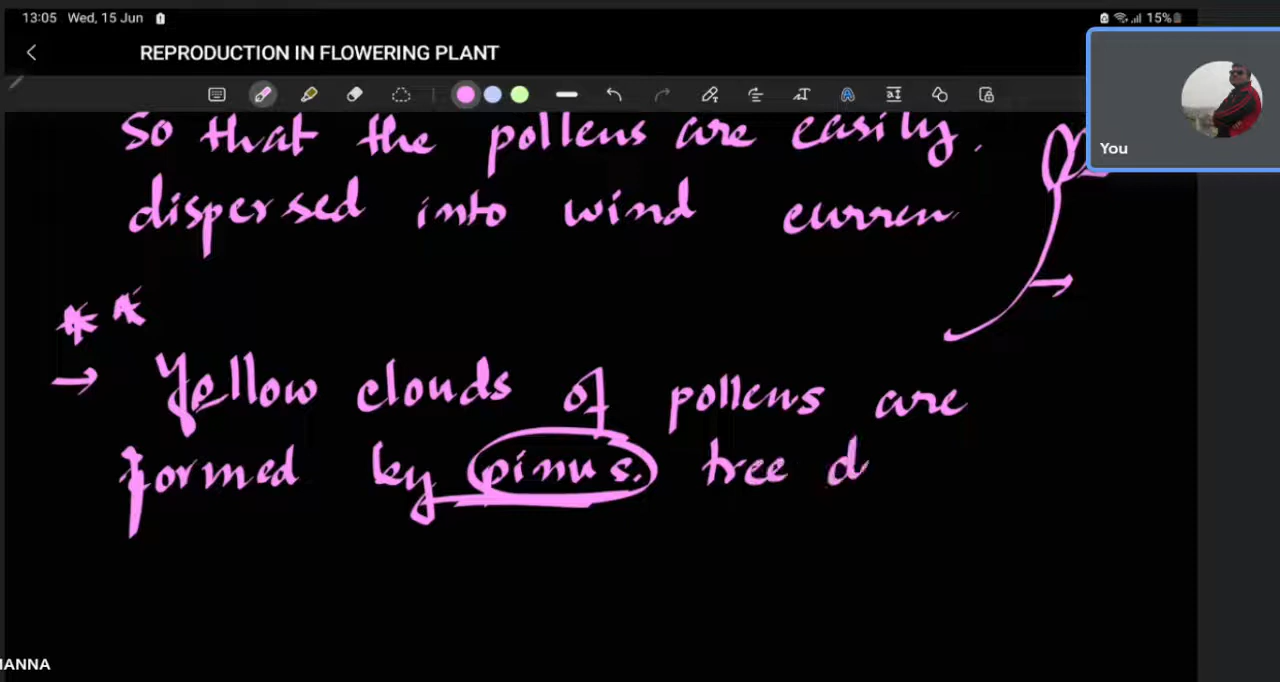 13:05 Wed, 15 Jun 15%
REPRODUCTION IN FLOWERING PLANT
You
So that the pollens are easily.
dispersed into wind curren
Yellow clouds of pollens are
formed by pinus. tree d
IANNA